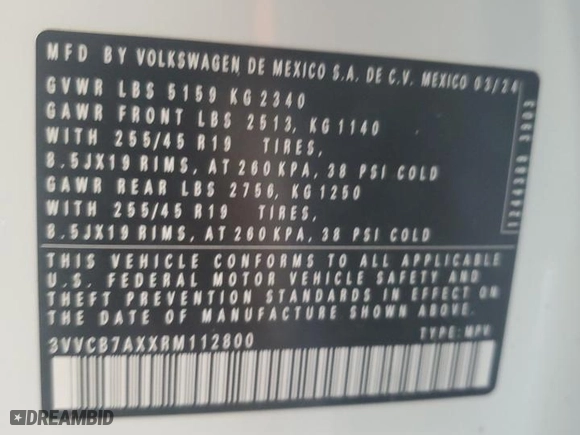 MFD BY VOLKSWAGEN DE MEXICO S.A. DE C.V. MEXICO 03/24
GVWR LBS 5159 KG 2340
GAWR FRONT LBS 2513, KG 1140
WITH 255/45 R19 TIRES,
8.5JX19 RIMS, AT 260 KPA, 38 PSI COLD
GAWR REAR LBS 2756, KG 1250
WITH 255/45 R19 TIRES,
8.5JX19 RIMS, AT 260 KPA, 38 PSI COLD
THIS VEHICLE CONFORMS TO ALL APPLICABLE
U.S. FEDERAL MOTOR VEHICLE SAFETY AND
THEFT PREVENTION STANDARDS IN EFFECT ON
THE DATE OF MANUFACTURE SHOWN ABOVE.
3VVCB7AXXRM112800 TYPE: MPV
1244389 3903
DREAMBID